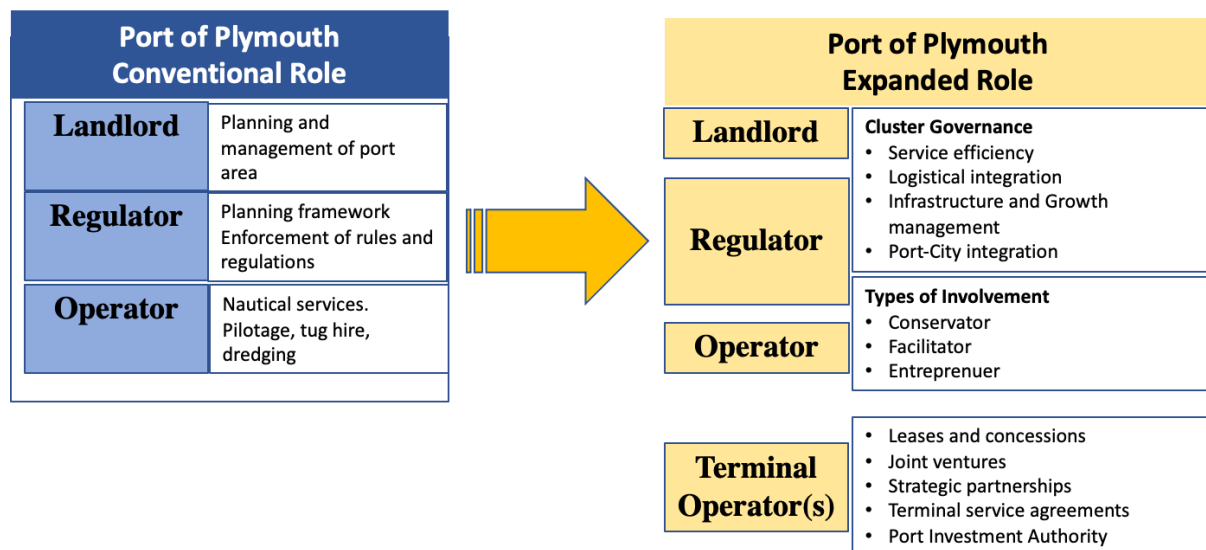 Port of Plymouth
Conventional Role
Landlord
Planning and
management of port
area
Regulator
Planning framework
Enforcement of rules and
regulations
Operator
Nautical services.
Pilotage, tug hire,
dredging
Port of Plymouth
Expanded Role
Landlord
Regulator
Operator
Cluster Governance
• Service efficiency
• Logistical integration
• Infrastructure and Growth
management
• Port-City integration
Types of Involvement
• Conservator
• Facilitator
• Entreprenuer
Terminal
Operator(s)
• Leases and concessions
• Joint ventures
• Strategic partnerships
• Terminal service agreements
• Port Investment Authority